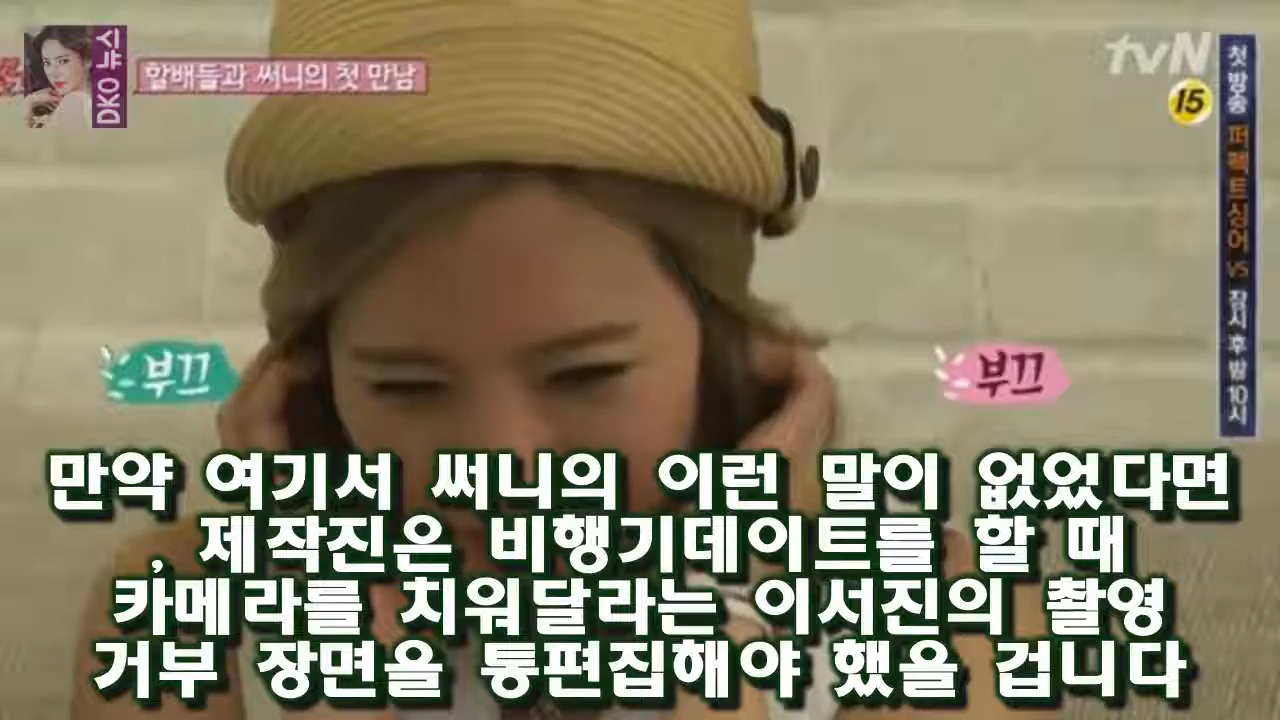 DKO 뉴스
할배들과 써니의 첫 만남
tvN
15
첫방송 퍼펙트싱어 VS 잠시 후 밤 10시
부끄
부끄
만약 여기서 써니의 이런 말이 없었다면
, 제작진은 비행기데이트를 할 때
카메라를 치워달라는 이서진의 촬영
거부 장면을 통편집해야 했을 겁니다